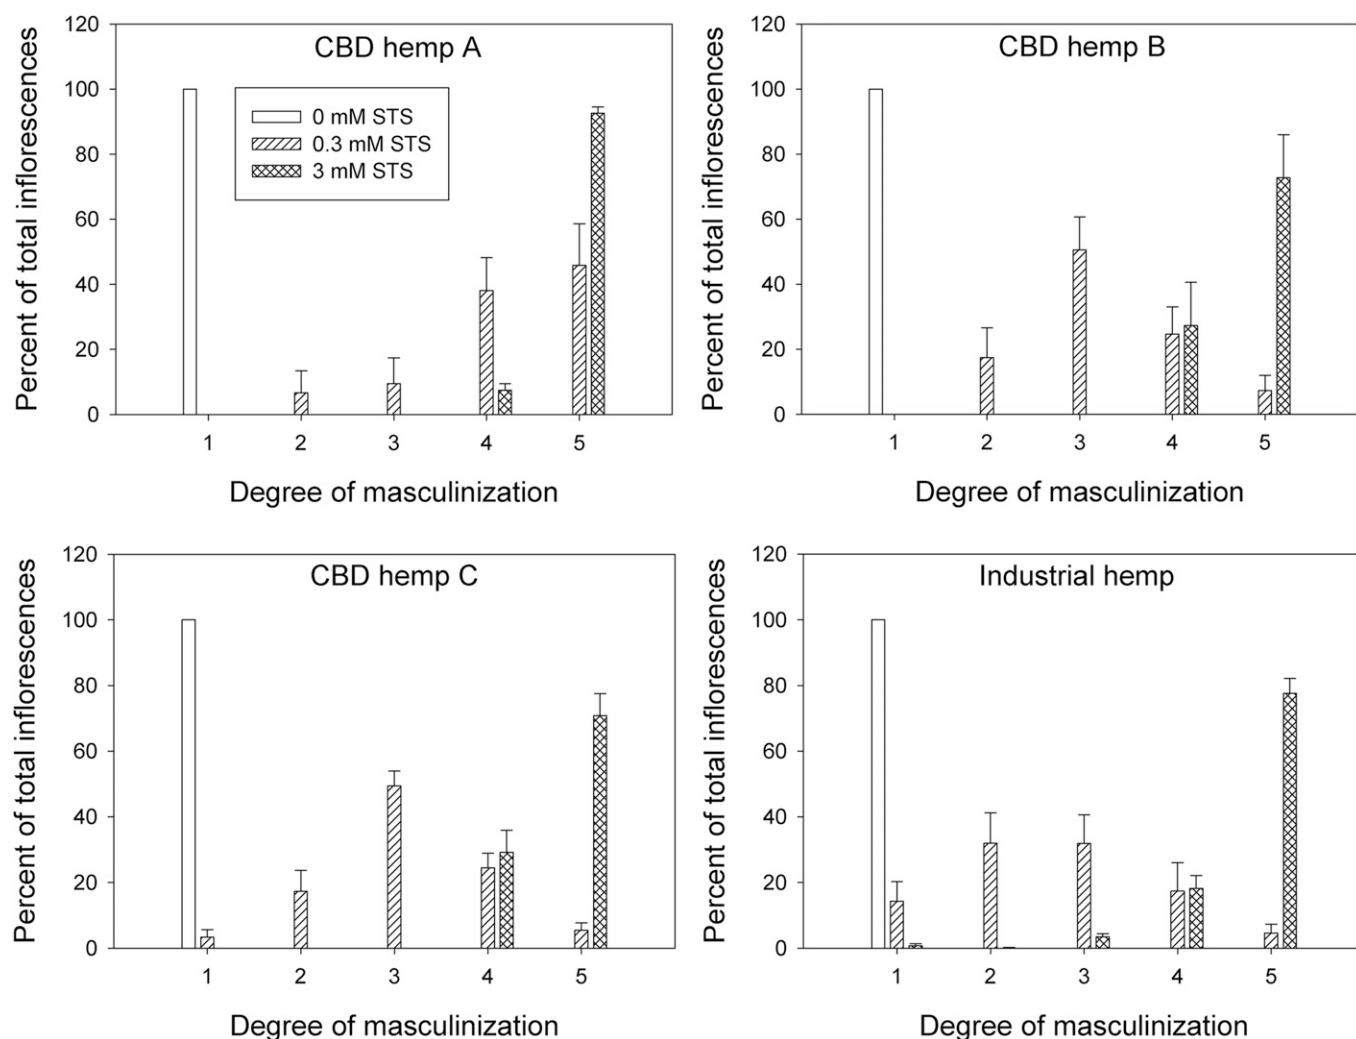 CBD hemp A
0 mM STS
0.3 mM STS
3 mM STS
Percent of total inflorescences
120
100
80
60
40
20
0
1 2 3 4 5
Degree of masculinization
CBD hemp B
Percent of total inflorescences
120
100
80
60
40
20
0
1 2 3 4 5
Degree of masculinization
CBD hemp C
Percent of total inflorescences
120
100
80
60
40
20
0
1 2 3 4 5
Degree of masculinization
Industrial hemp
Percent of total inflorescences
120
100
80
60
40
20
0
1 2 3 4 5
Degree of masculinization